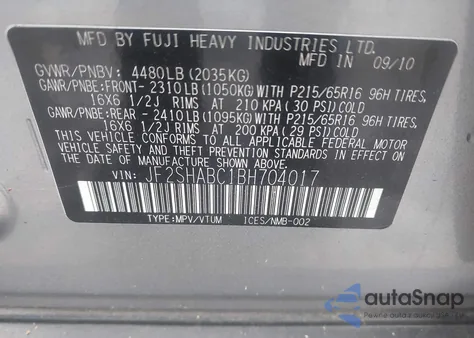 MFD BY FUJI HEAVY INDUSTRIES LTD.
GVWR/PNBV: 4480LB (2035KG) IN 09/10
GAWR/PNBE:FRONT-2310LB (1050KG) WITH P215/65R16 96H TIRES,
16X6 1/2J RIMS AT 210 KPA (30 PSI) COLD
GAWR/PNBE:REAR -2410LB (1095KG) WITH P215/65R16 96H TIRES,
16X6 1/2J RIMS AT 200 KPA (29 PSI) COLD
THIS VEHICLE CONFORMS TO ALL APPLICABLE FEDERAL MOTOR
VEHICLE SAFETY AND THEFT PREVENTION STANDARDS IN EFFECT
ON THE DATE OF MANUFACTURE SHOWN ABOVE.
VIN: JF2SHABC1BH704017
TYPE:MPV/VTUM ICES/NMB-002
autaSnap
Pewne auta z